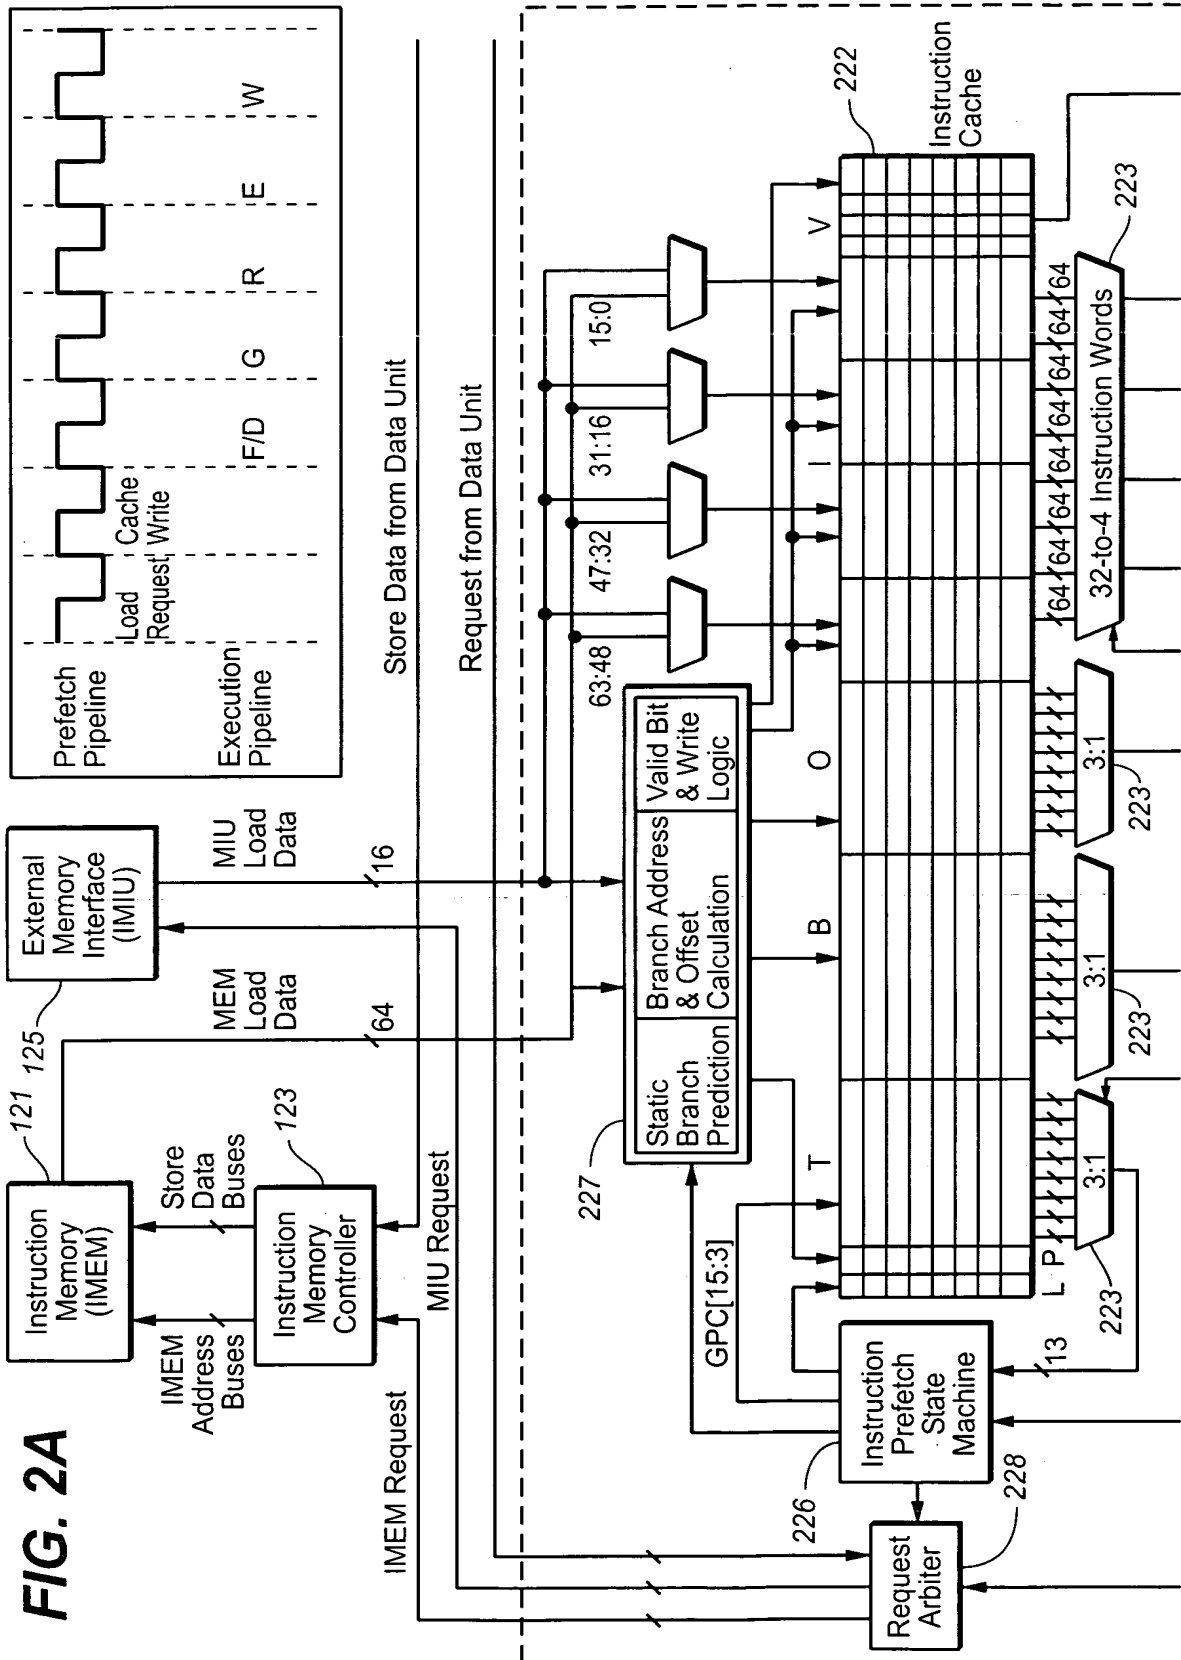 FIG. 2A
Prefetch
Pipeline
Load
Request
Cache
Write
Execution
Pipeline
F/D
G
R
E
W
121
Instruction
Memory
(IMEM)
125
External
Memory
Interface
(IMIU)
IMEM
Address
Buses
Store
Data
Buses
MEM
Load
Data
64
MIU
Load
Data
16
123
Instruction
Memory
Controller
Store Data from Data Unit
IMEM Request
MIU Request
Request from Data Unit
227
Static
Branch
Prediction
Branch Address
& Offset
Calculation
Valid Bit
& Write
Logic
63:48
47:32
31:16
15:0
GPC[15:3]
226
Instruction
Prefetch
State
Machine
13
228
Request
Arbiter
T
B
O
I
V
222
Instruction
Cache
L
P
64
64
64
64
64
64
64
64
3:1
223
3:1
223
3:1
223
32-to-4 Instruction Words
223